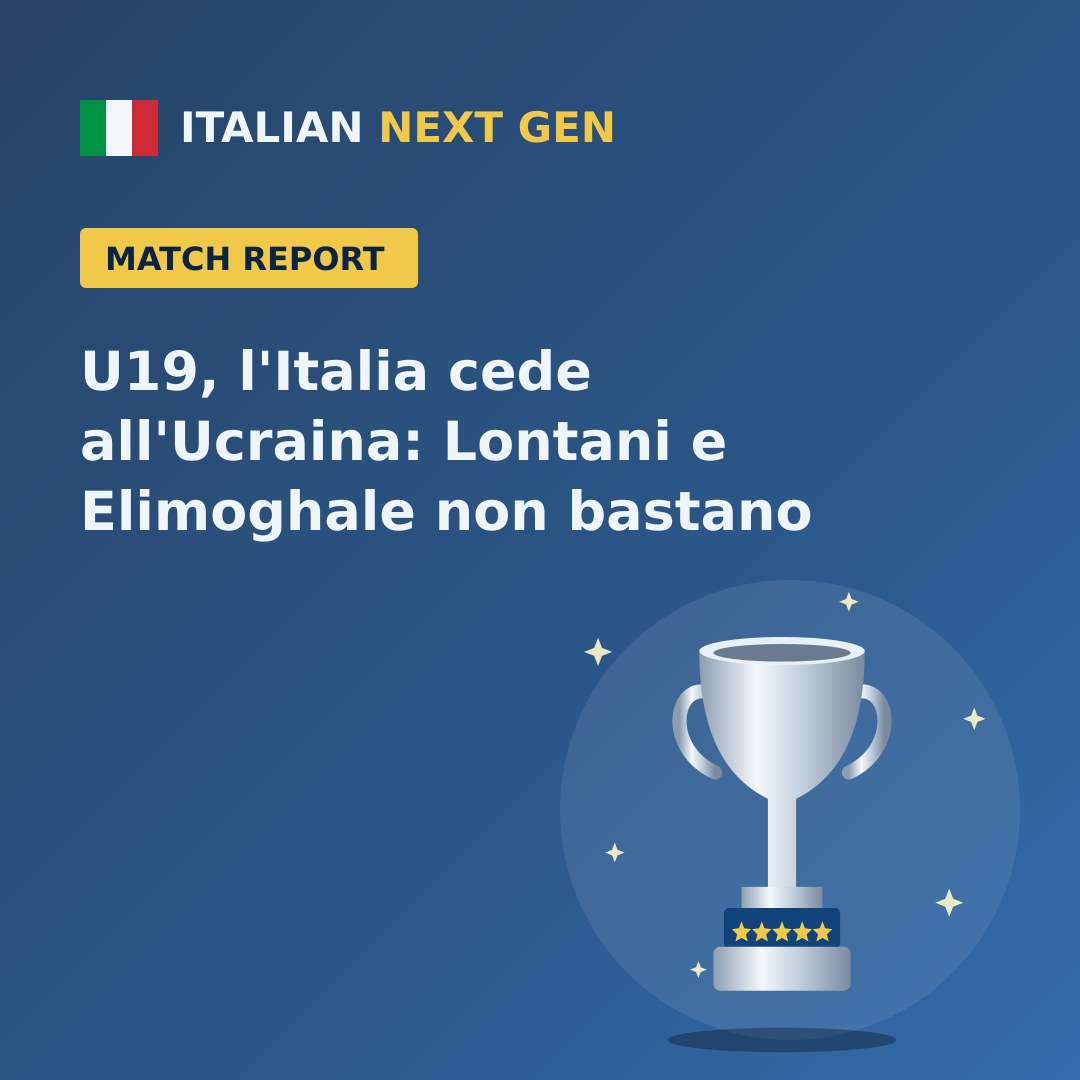 ITALIAN NEXT GEN
MATCH REPORT
U19, l'Italia cede
all'Ucraina: Lontani e
Elimoghale non bastano